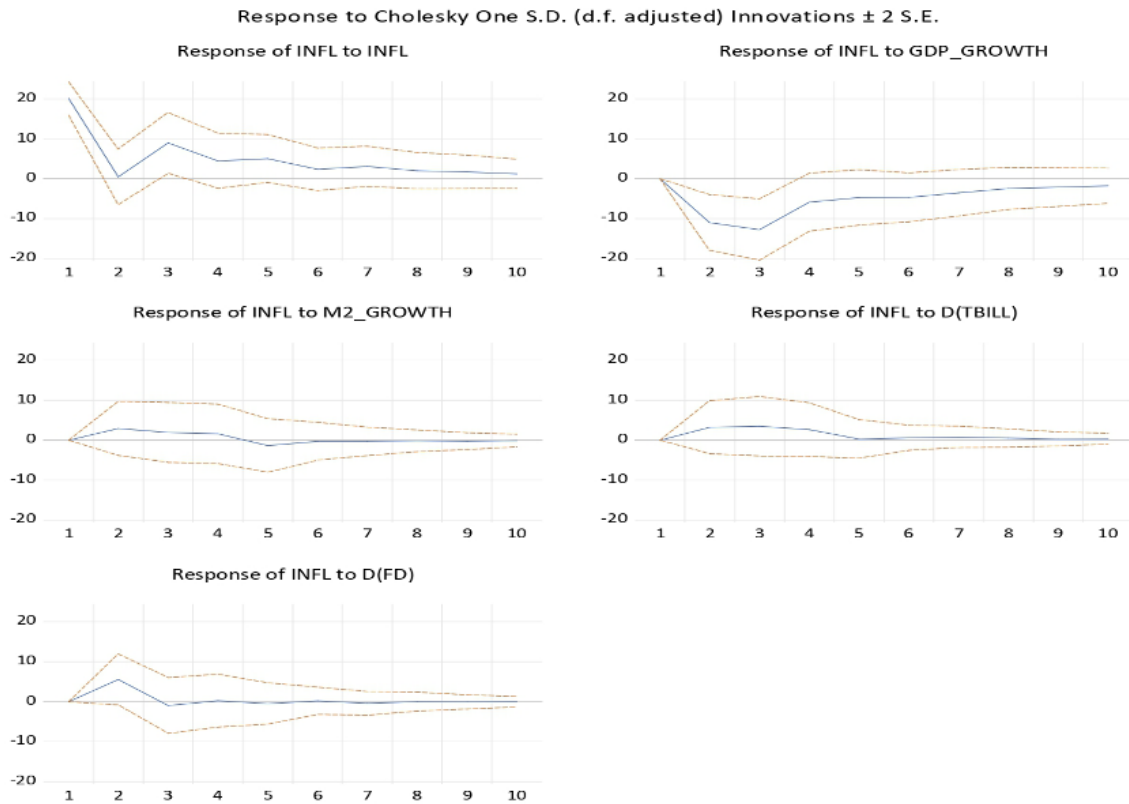 Response to Cholesky One S.D. (d.f. adjusted) Innovations ± 2 S.E.
Response of INFL to INFL
20
10
0
-10
-20
1 2 3 4 5 6 7 8 9 10
Response of INFL to GDP_GROWTH
20
10
0
-10
-20
1 2 3 4 5 6 7 8 9 10
Response of INFL to M2_GROWTH
20
10
0
-10
-20
1 2 3 4 5 6 7 8 9 10
Response of INFL to D(TBILL)
20
10
0
-10
-20
1 2 3 4 5 6 7 8 9 10
Response of INFL to D(FD)
20
10
0
-10
-20
1 2 3 4 5 6 7 8 9 10